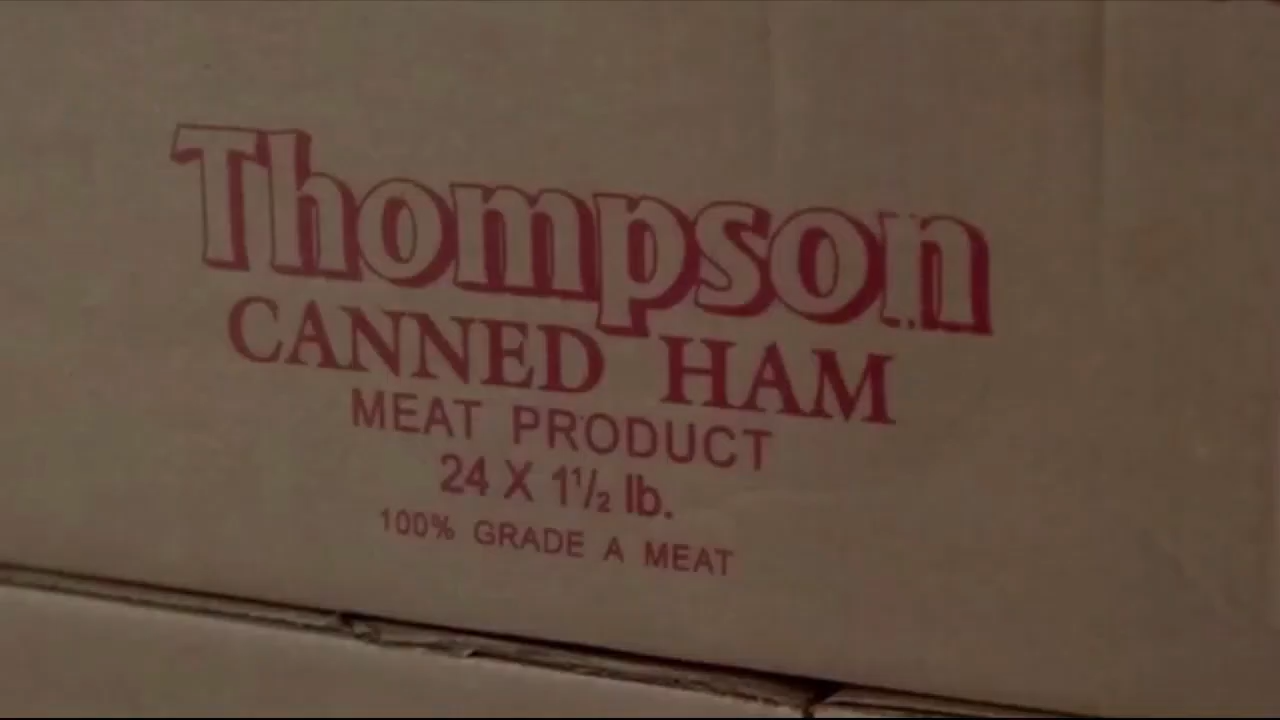 Thompson
CANNED HAM
MEAT PRODUCT
24 X 1½ lb.
100% GRADE A MEAT